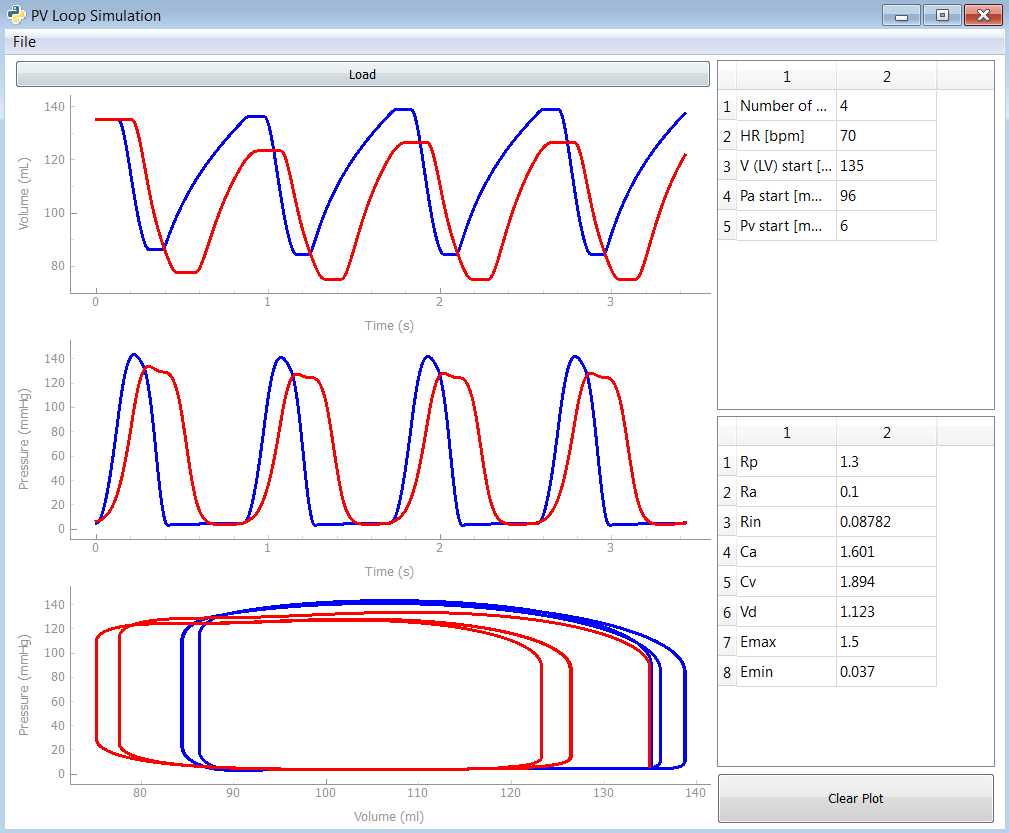 PV Loop Simulation
File
Load
140
120
100
80
Volume (mL)
0 1 2 3
Time (s)
140
120
100
80
60
40
20
0
Pressure (mmHg)
0 1 2 3
Time (s)
140
120
100
80
60
40
20
0
Pressure (mmHg)
80 90 100 110 120 130 140
Volume (ml)
1 2
1 Number of ... 4
2 HR [bpm] 70
3 V (LV) start [... 135
4 Pa start [m... 96
5 Pv start [m... 6
1 2
1 Rp 1.3
2 Ra 0.1
3 Rin 0.08782
4 Ca 1.601
5 Cv 1.894
6 Vd 1.123
7 Emax 1.5
8 Emin 0.037
Clear Plot